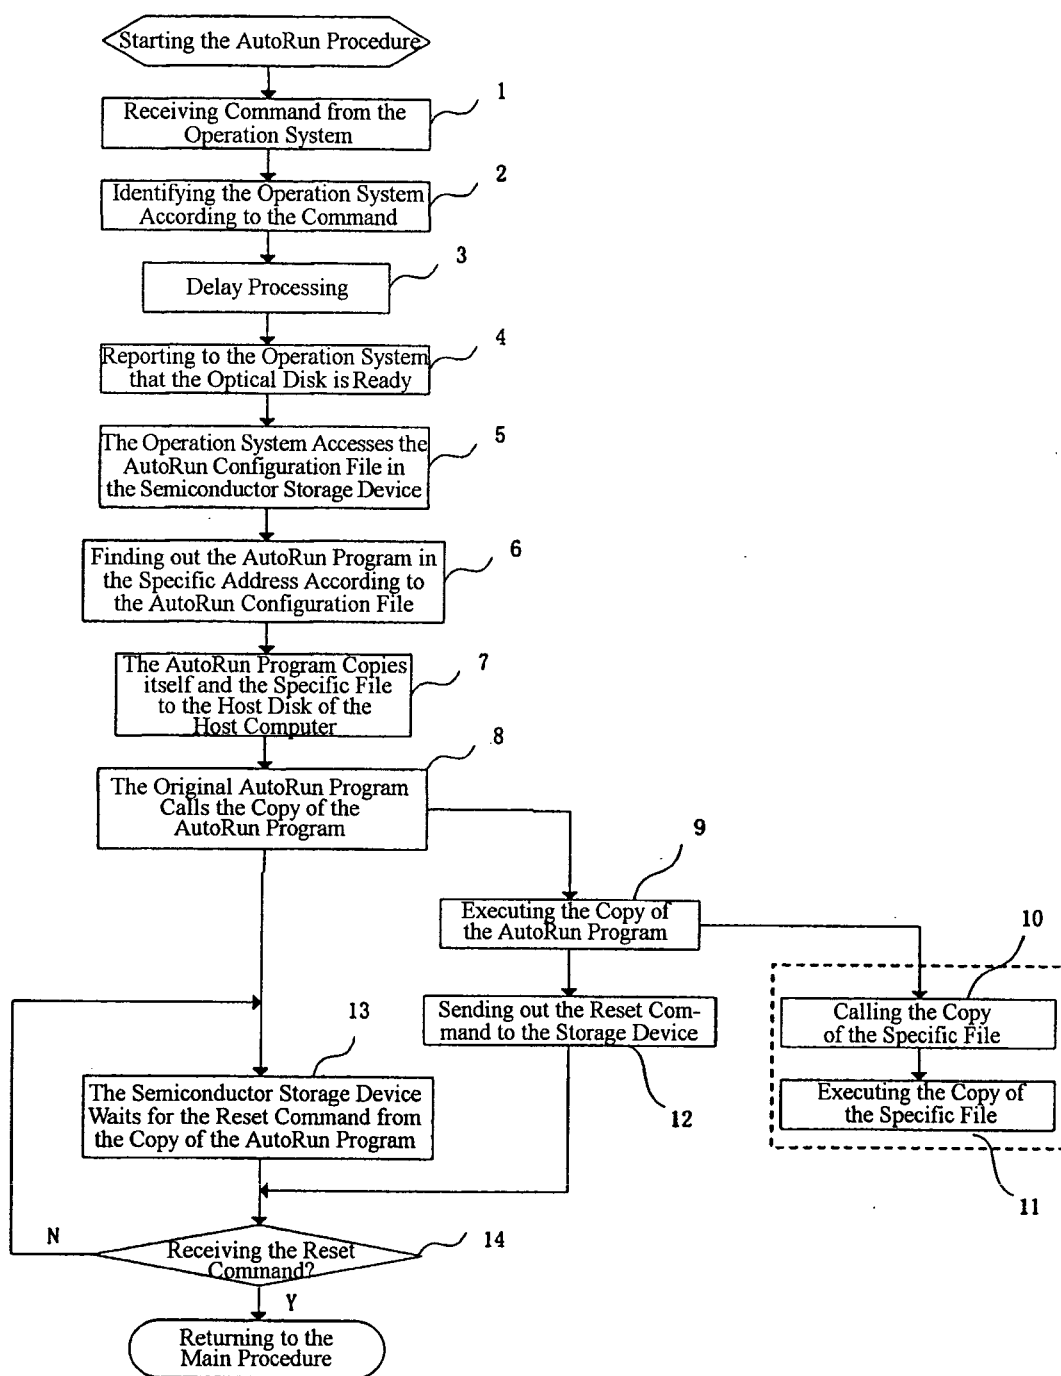 Starting the AutoRun Procedure
1
Receiving Command from the
Operation System
2
Identifying the Operation System
According to the Command
3
Delay Processing
4
Reporting to the Operation System
that the Optical Disk is Ready
5
The Operation System Accesses the
AutoRun Configuration File in
the Semiconductor Storage Device
6
Finding out the AutoRun Program in
the Specific Address According to
the AutoRun Configuration File
7
The AutoRun Program Copies
itself and the Specific File
to the Host Disk of the
Host Computer
8
The Original AutoRun Program
Calls the Copy of the
AutoRun Program
9
Executing the Copy of
the AutoRun Program
10
Calling the Copy
of the Specific File
Executing the Copy of
the Specific File
11
Sending out the Reset Com-
mand to the Storage Device
12
13
The Semiconductor Storage Device
Waits for the Reset Command from
the Copy of the AutoRun Program
N
14
Receiving the Reset
Command?
Y
Returning to the
Main Procedure